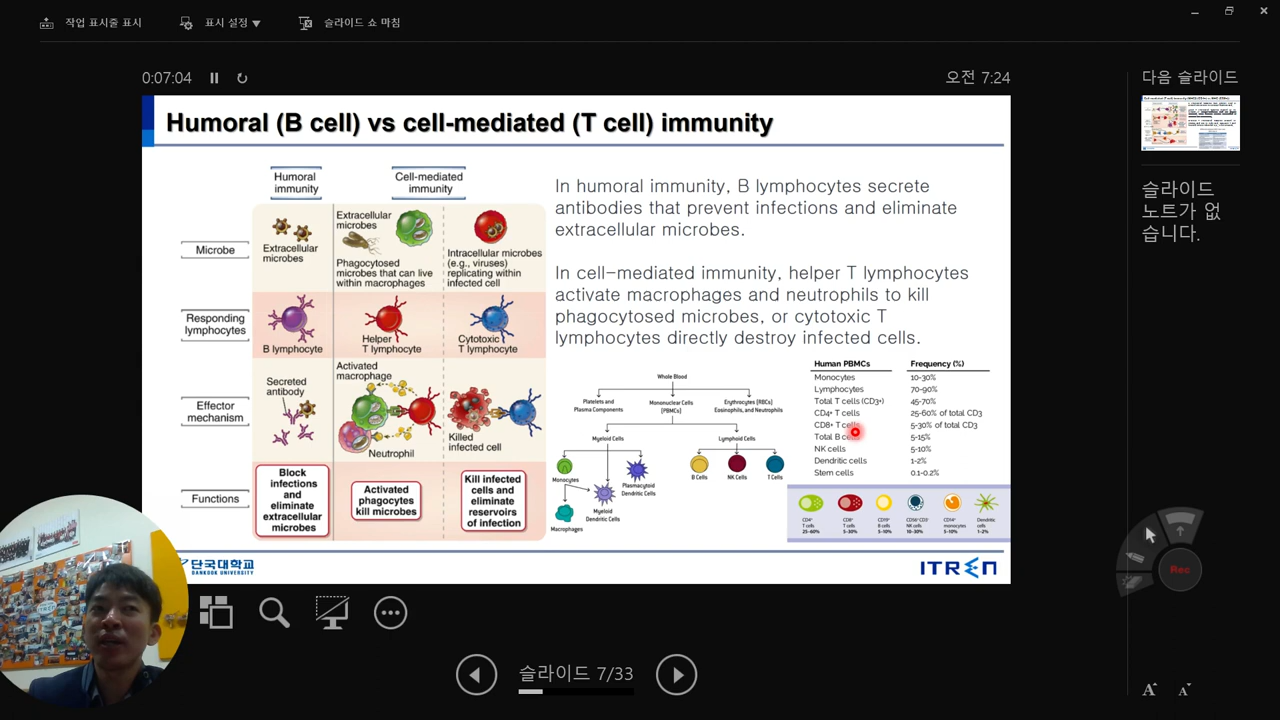 작업 표시줄 표시
표시 설정
슬라이드 쇼 마침
0:07:04
오전 7:24
다음 슬라이드
슬라이드
노트가 없
습니다.
Humoral (B cell) vs cell-mediated (T cell) immunity
Humoral
immunity
Cell-mediated
immunity
Microbe
Extracellular
microbes
Extracellular
microbes
Phagocytosed
microbes that can live
within macrophages
Intracellular microbes
(e.g., viruses)
replicating within
infected cell
Responding
lymphocytes
B lymphocyte
Helper
T lymphocyte
Cytotoxic
T lymphocyte
Effector
mechanism
Secreted
antibody
Activated
macrophage
Neutrophil
Killed
infected cell
Functions
Block
infections
and
eliminate
extracellular
microbes
Activated
phagocytes
kill microbes
Kill infected
cells and
eliminate
reservoirs
of infection
In humoral immunity, B lymphocytes secrete
antibodies that prevent infections and eliminate
extracellular microbes.
In cell-mediated immunity, helper T lymphocytes
activate macrophages and neutrophils to kill
phagocytosed microbes, or cytotoxic T
lymphocytes directly destroy infected cells.
Whole Blood
Platelets and
Plasma Components
Mononuclear Cells
(PBMCs)
Erythrocytes (RBCs)
Eosinophils, and Neutrophils
Myeloid Cells
Lymphoid Cells
Monocytes
Plasmacytoid
Dendritic Cells
Myeloid
Dendritic Cells
Macrophages
B Cells
NK Cells
T Cells
Human PBMCs Frequency (%)
Monocytes 10-30%
Lymphocytes 70-90%
Total T cells (CD3+) 45-70%
CD4+ T cells 25-60% of total CD3
CD8+ T cells 5-30% of total CD3
Total B 5-15%
NK cells 5-10%
Dendritic cells 1-2%
Stem cells 0.1-0.2%
CD4+
T cells
25-60%
CD8+
T cells
5-30%
CD19+
B cells
5-10%
NK cells
10-30%
CD14+
monocytes
5-10%
Dendritic
cells
1-2%
단국대학교
DANKOOK UNIVERSITY
ITREN
Rec
슬라이드 7/33
A
A